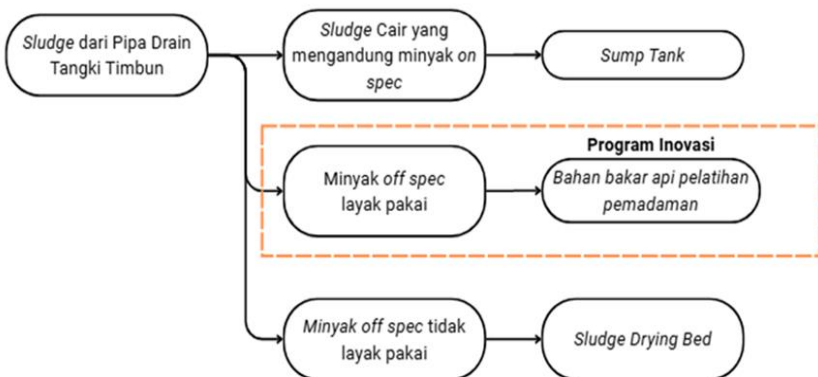 Sludge dari Pipa Drain
Tangki Timbun
Sludge Cair yang
mengandung minyak on
spec
Sump Tank
Program Inovasi
Minyak off spec
layak pakai
Bahan bakar api pelatihan
pemadaman
Minyak off spec tidak
layak pakai
Sludge Drying Bed